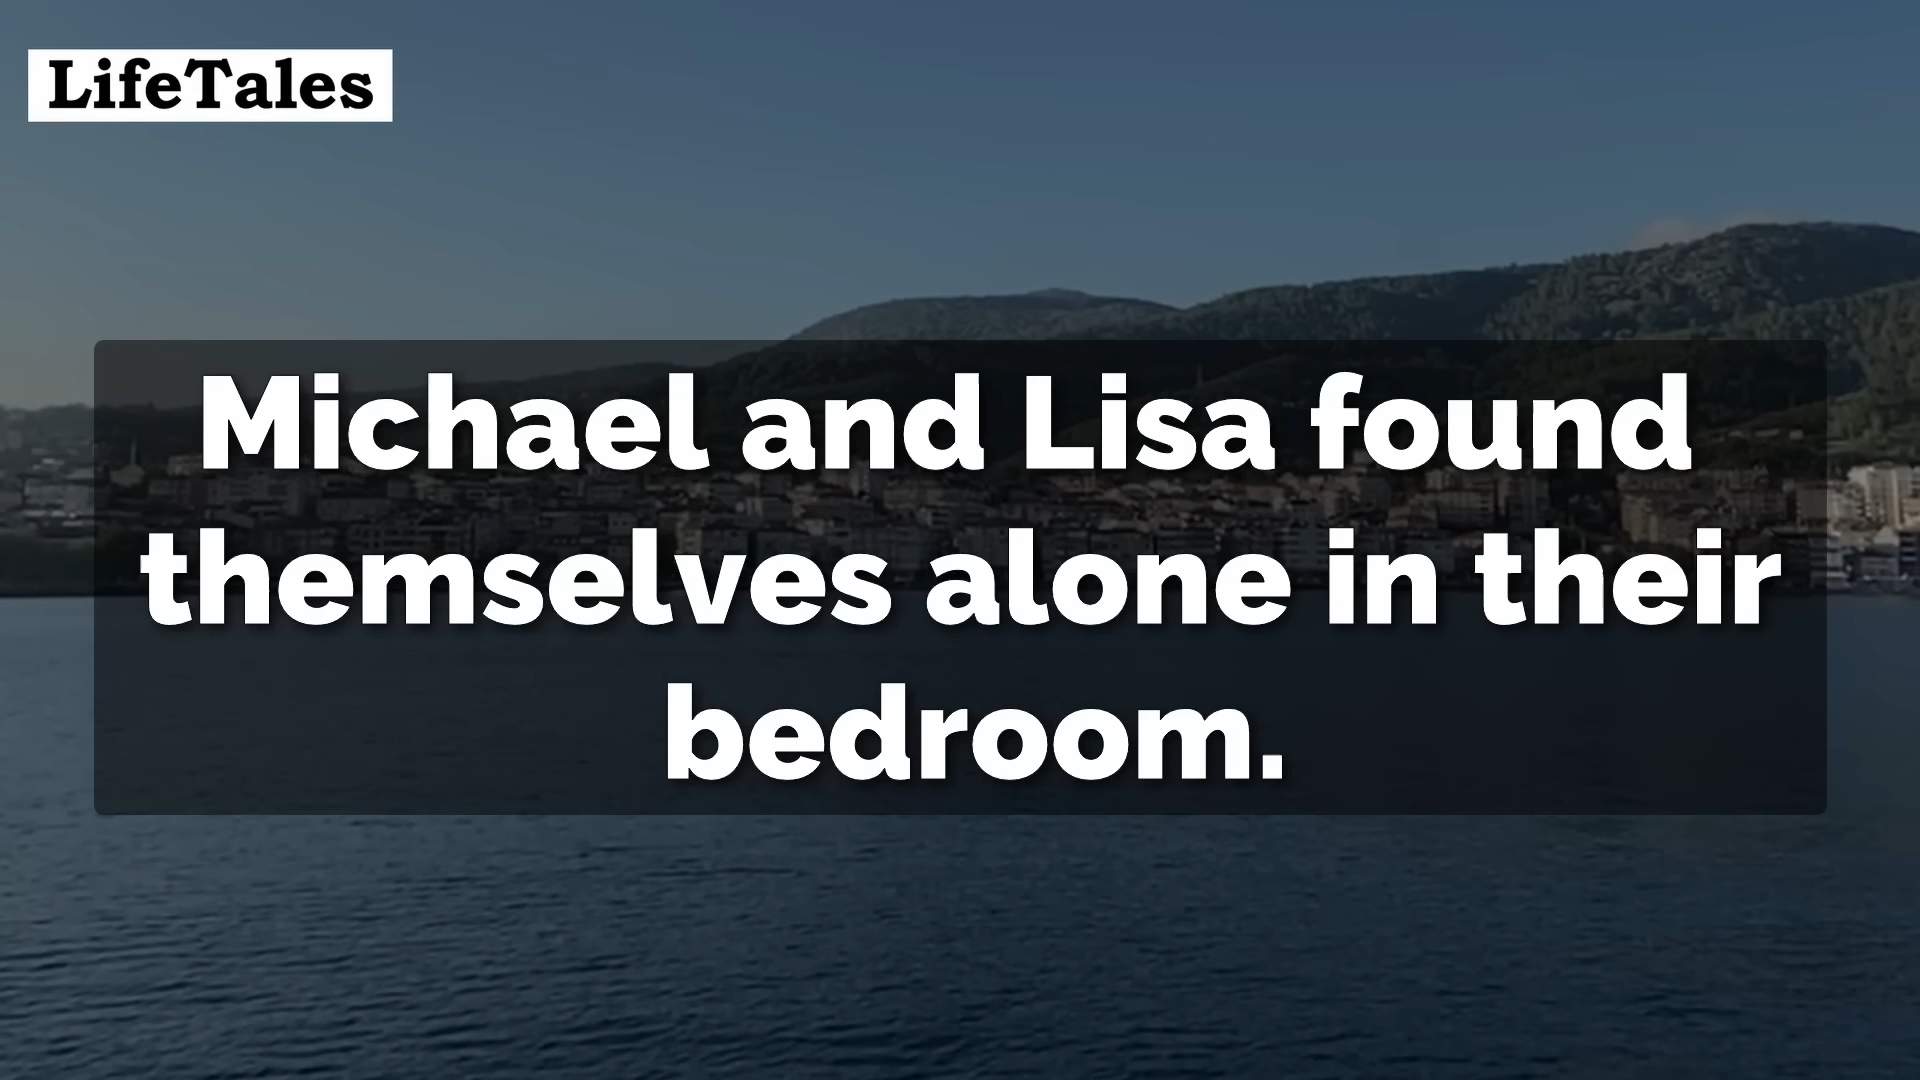 LifeTales
Michael and Lisa found
themselves alone in their
bedroom.